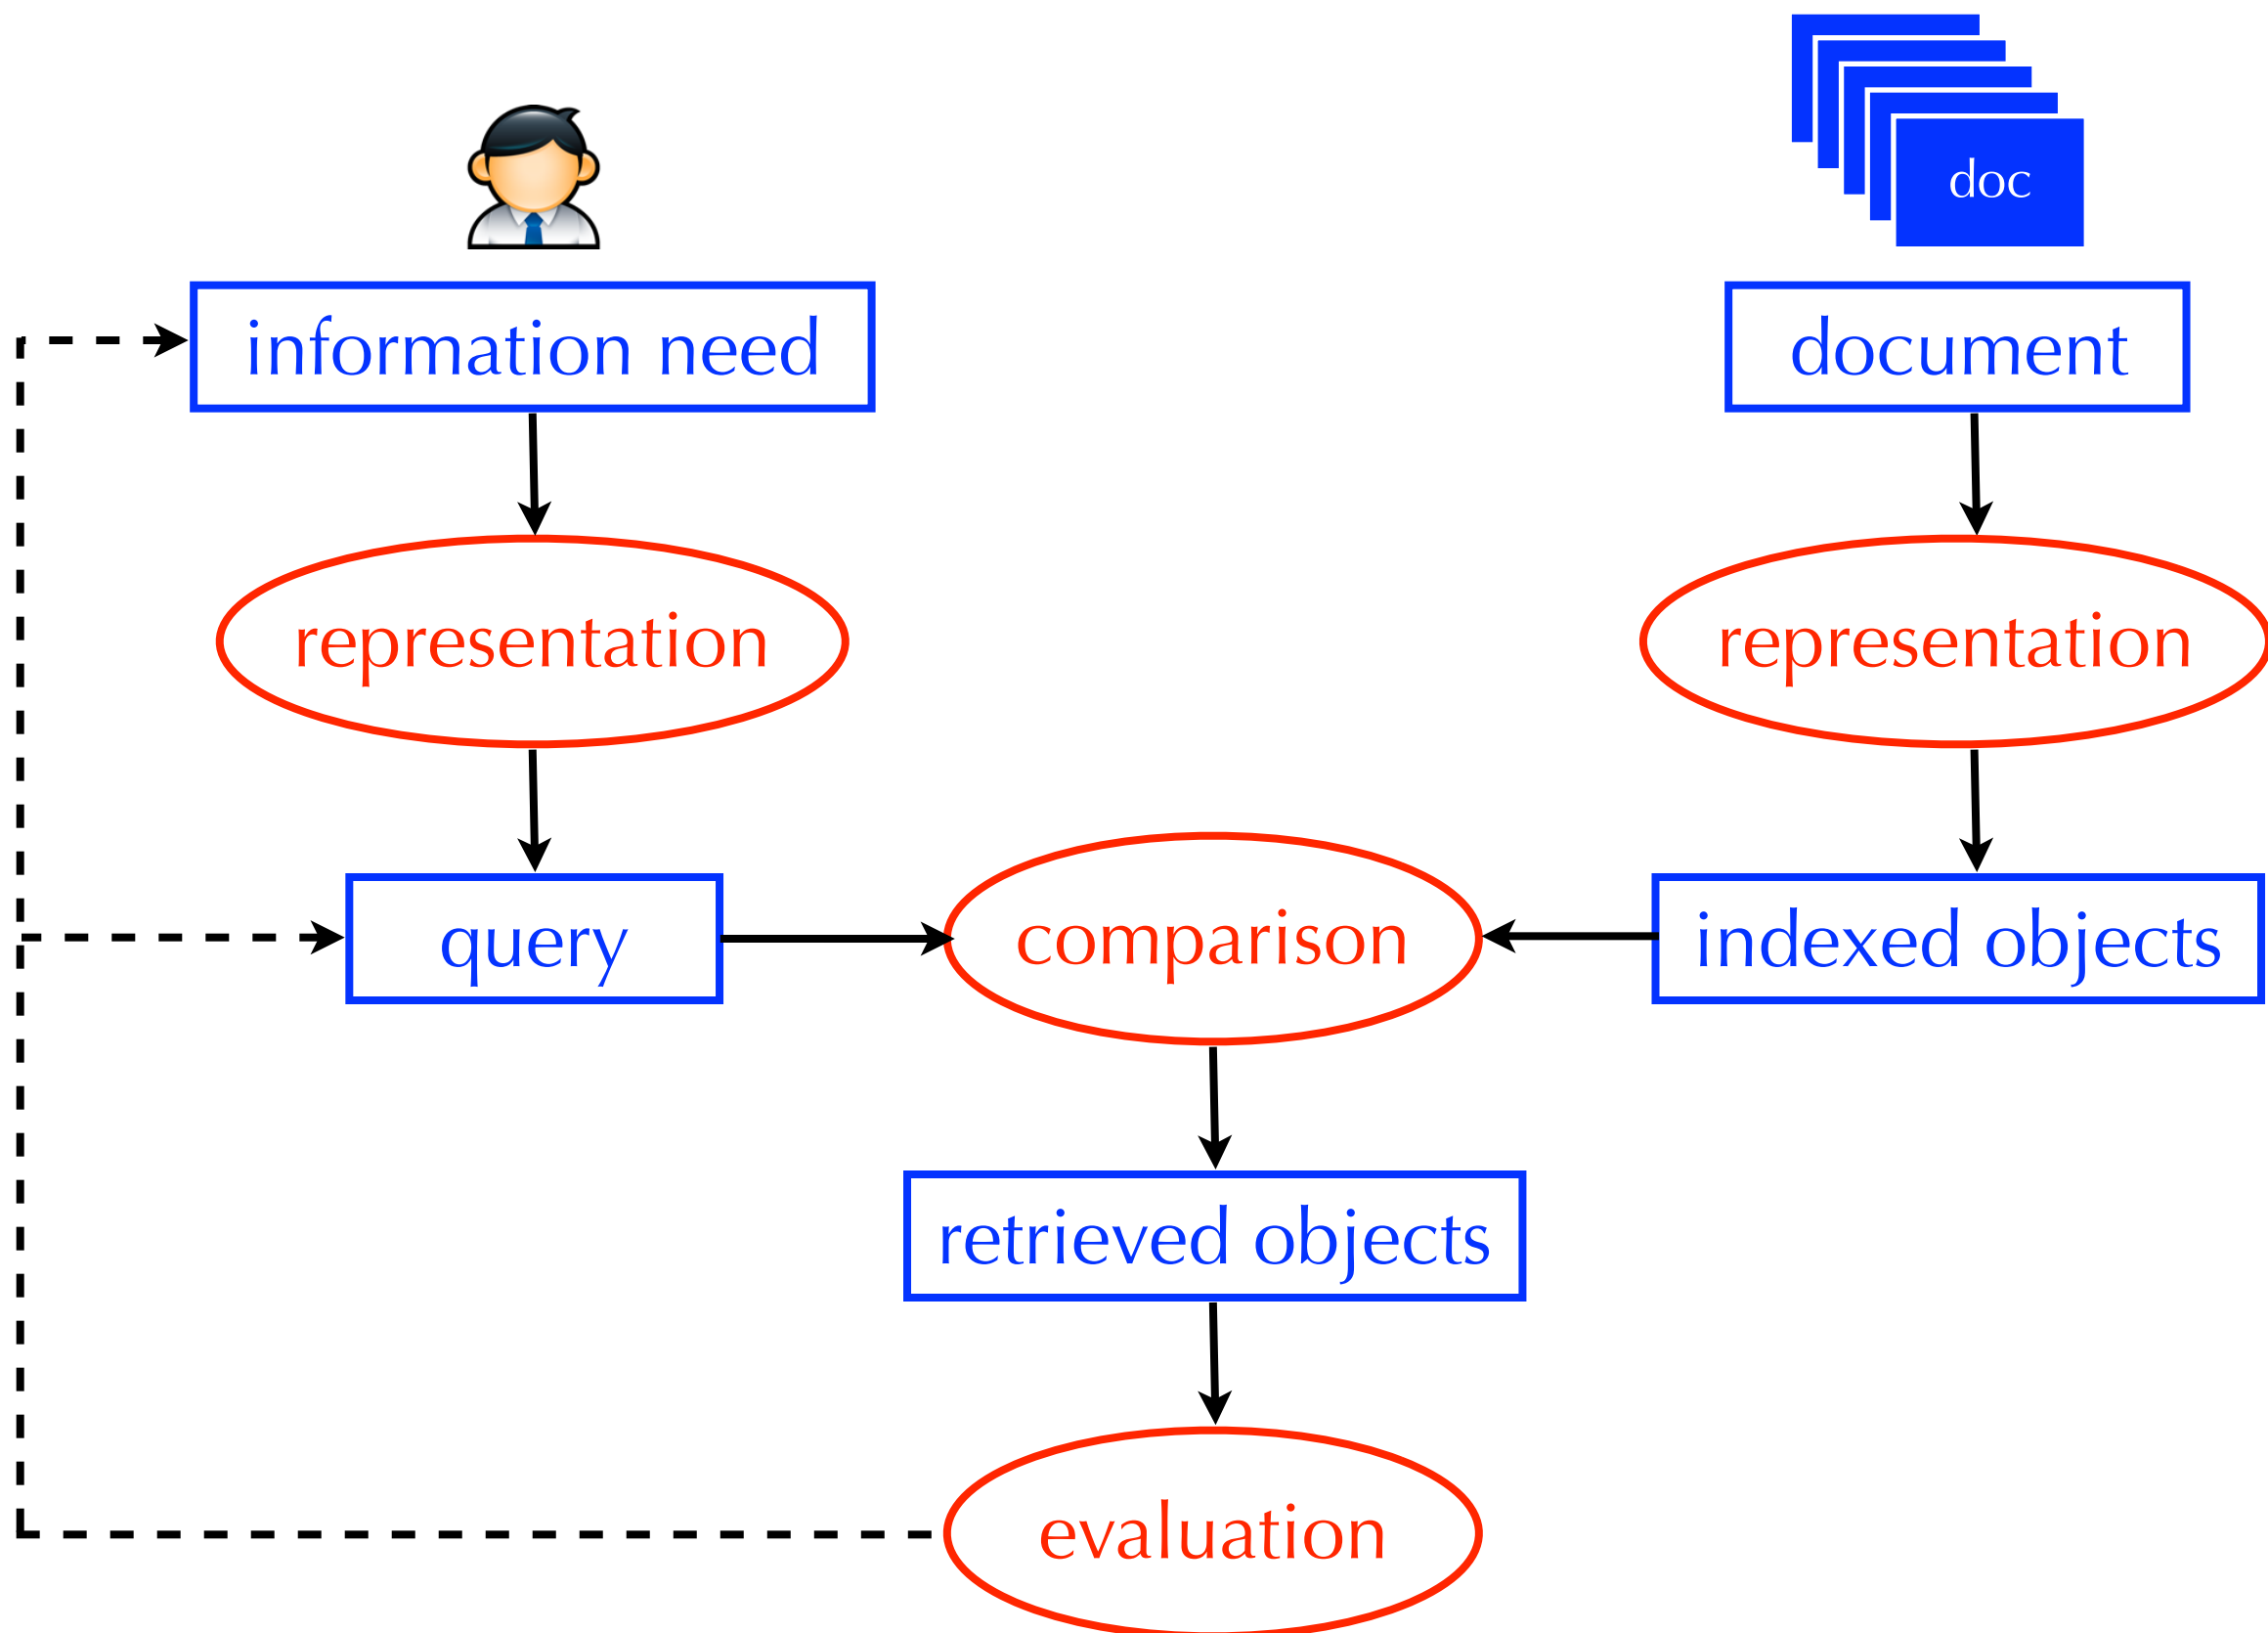 doc
information need
document
representation
representation
query
comparison
indexed objects
retrieved objects
evaluation